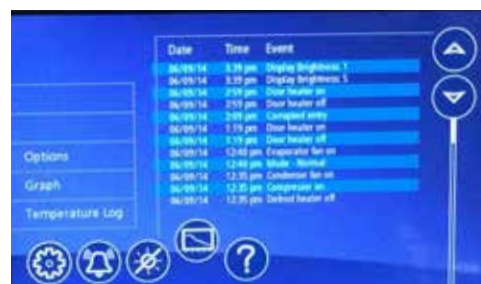 Date Time Event
06/09/14 3:39 pm Display Brightness: 1
06/09/14 3:39 pm Display Brightness: 5
06/09/14 2:59 pm Door heater on
06/09/14 2:59 pm Door heater off
06/09/14 2:09 pm Corrupted entry
06/09/14 1:19 pm Door heater on
06/09/14 1:19 pm Door heater off
06/09/14 12:40 pm Evaporator fan on
06/09/14 12:40 pm Mode - Normal
06/09/14 12:35 pm Condensor fan on
06/09/14 12:35 pm Compressor on
06/09/14 12:35 pm Defrost heater off
Options
Graph
Temperature Log
?